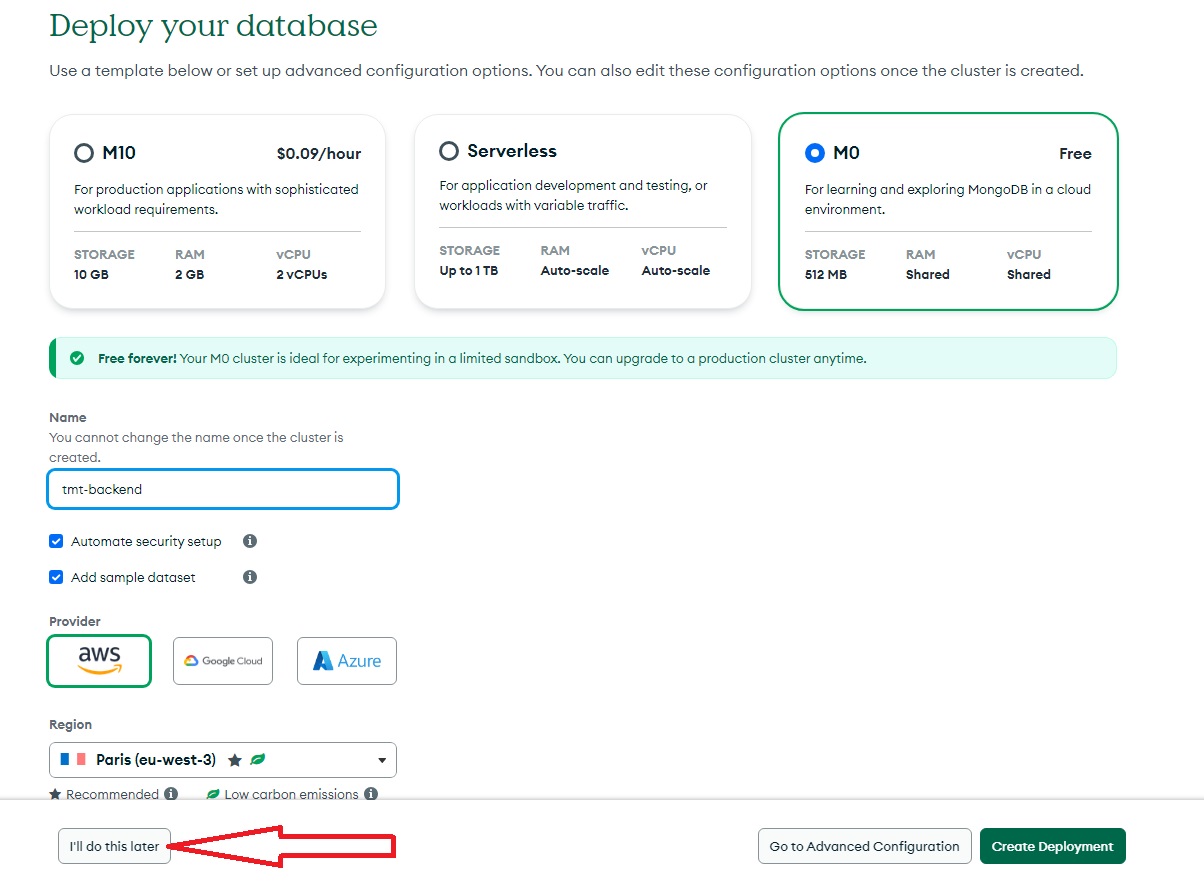 Deploy your database
Use a template below or set up advanced configuration options. You can also edit these configuration options once the cluster is created.
M10 $0.09/hour
For production applications with sophisticated
workload requirements.
STORAGE RAM vCPU
10 GB 2 GB 2 vCPUs
Serverless
For application development and testing, or
workloads with variable traffic.
STORAGE RAM vCPU
Up to 1 TB Auto-scale Auto-scale
M0 Free
For learning and exploring MongoDB in a cloud
environment.
STORAGE RAM vCPU
512 MB Shared Shared
Free forever! Your M0 cluster is ideal for experimenting in a limited sandbox. You can upgrade to a production cluster anytime.
Name
You cannot change the name once the cluster is
created.
tmt-backend
Automate security setup
Add sample dataset
Provider
aws Google Cloud Azure
Region
Paris (eu-west-3)
Recommended Low carbon emissions
I'll do this later Go to Advanced Configuration Create Deployment